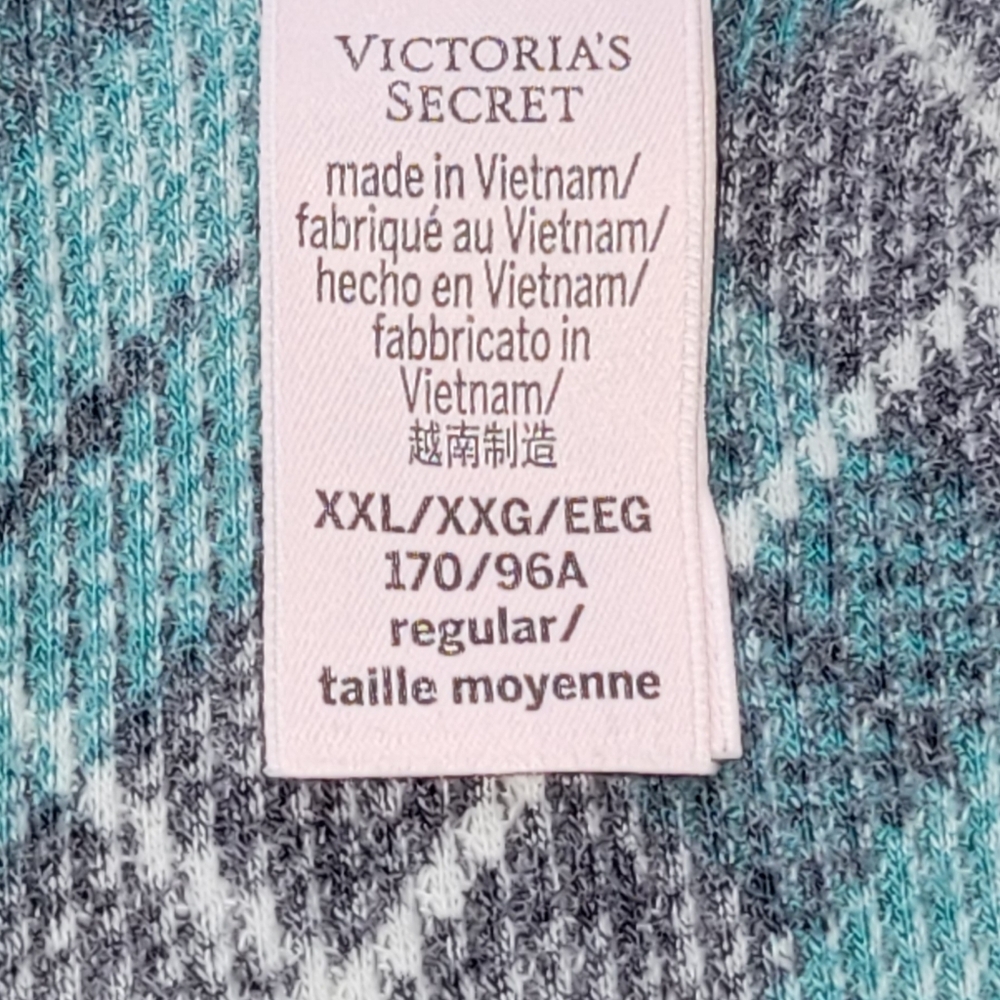 VICTORIA'S
SECRET
made in Vietnam/
fabriqué au Vietnam/
hecho en Vietnam/
fabbricato in
Vietnam/
越南制造
XXL/XXG/EEG
170/96A
regular/
taille moyenne